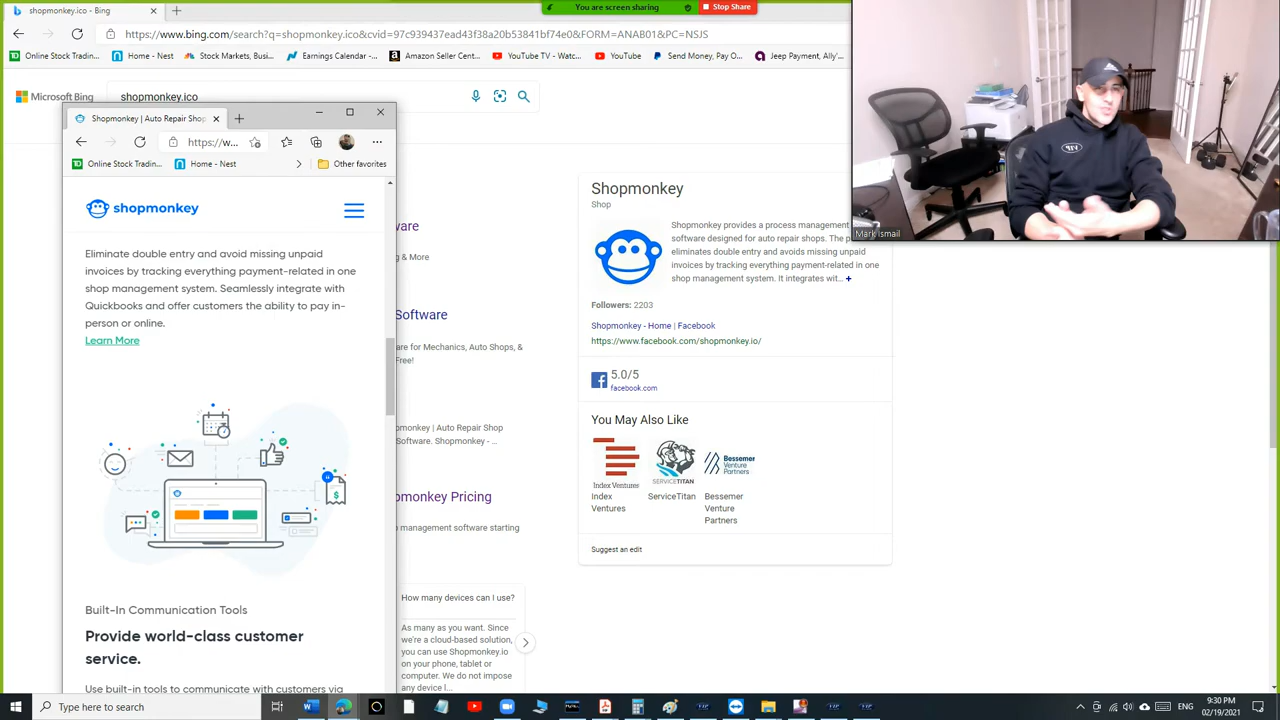 shopmonkey.ico - Bing
You are screen sharing
Stop Share
https://www.bing.com/search?q=shopmonkey.ico&cvid=97c939437ead43f38a20b53841bf74e0&FORM=ANAB01&PC=NSJS
Online Stock Tradin...
Home - Nest
Stock Markets, Busi...
Earnings Calendar -...
Amazon Seller Cent...
YouTube TV - Watc...
YouTube
Send Money, Pay O...
Jeep Payment, Ally'...
Microsoft Bing
shopmonkey.ico
Shopmonkey | Auto Repair Shop
https://w...
Online Stock Tradin...
Home - Nest
Other favorites
shopmonkey
Eliminate double entry and avoid missing unpaid
invoices by tracking everything payment-related in one
shop management system. Seamlessly integrate with
Quickbooks and offer customers the ability to pay in-
person or online.
Learn More
Built-In Communication Tools
Provide world-class customer
service.
Use built-in tools to communicate with customers via
ware
g & More
Software
are for Mechanics, Auto Shops, &
Free!
omonkey | Auto Repair Shop
Software. Shopmonkey - ...
pmonkey Pricing
p management software starting
How many devices can I use?
As many as you want. Since
we're a cloud-based solution,
you can use Shopmonkey.io
on your phone, tablet or
computer. We do not impose
any device l...
Shopmonkey
Shop
Shopmonkey provides a process management
software designed for auto repair shops. The p
eliminates double entry and avoids missing unpaid
invoices by tracking everything payment-related in one
shop management system. It integrates wit... +
Followers: 2203
Shopmonkey - Home | Facebook
https://www.facebook.com/shopmonkey.io/
5.0/5
facebook.com
You May Also Like
Index Ventures
SERVICETITAN
Bessemer
Venture
Partners
Index
Ventures
ServiceTitan
Bessemer
Venture
Partners
Suggest an edit
Mark Ismail
Type here to search
9:30 PM
02/19/2021